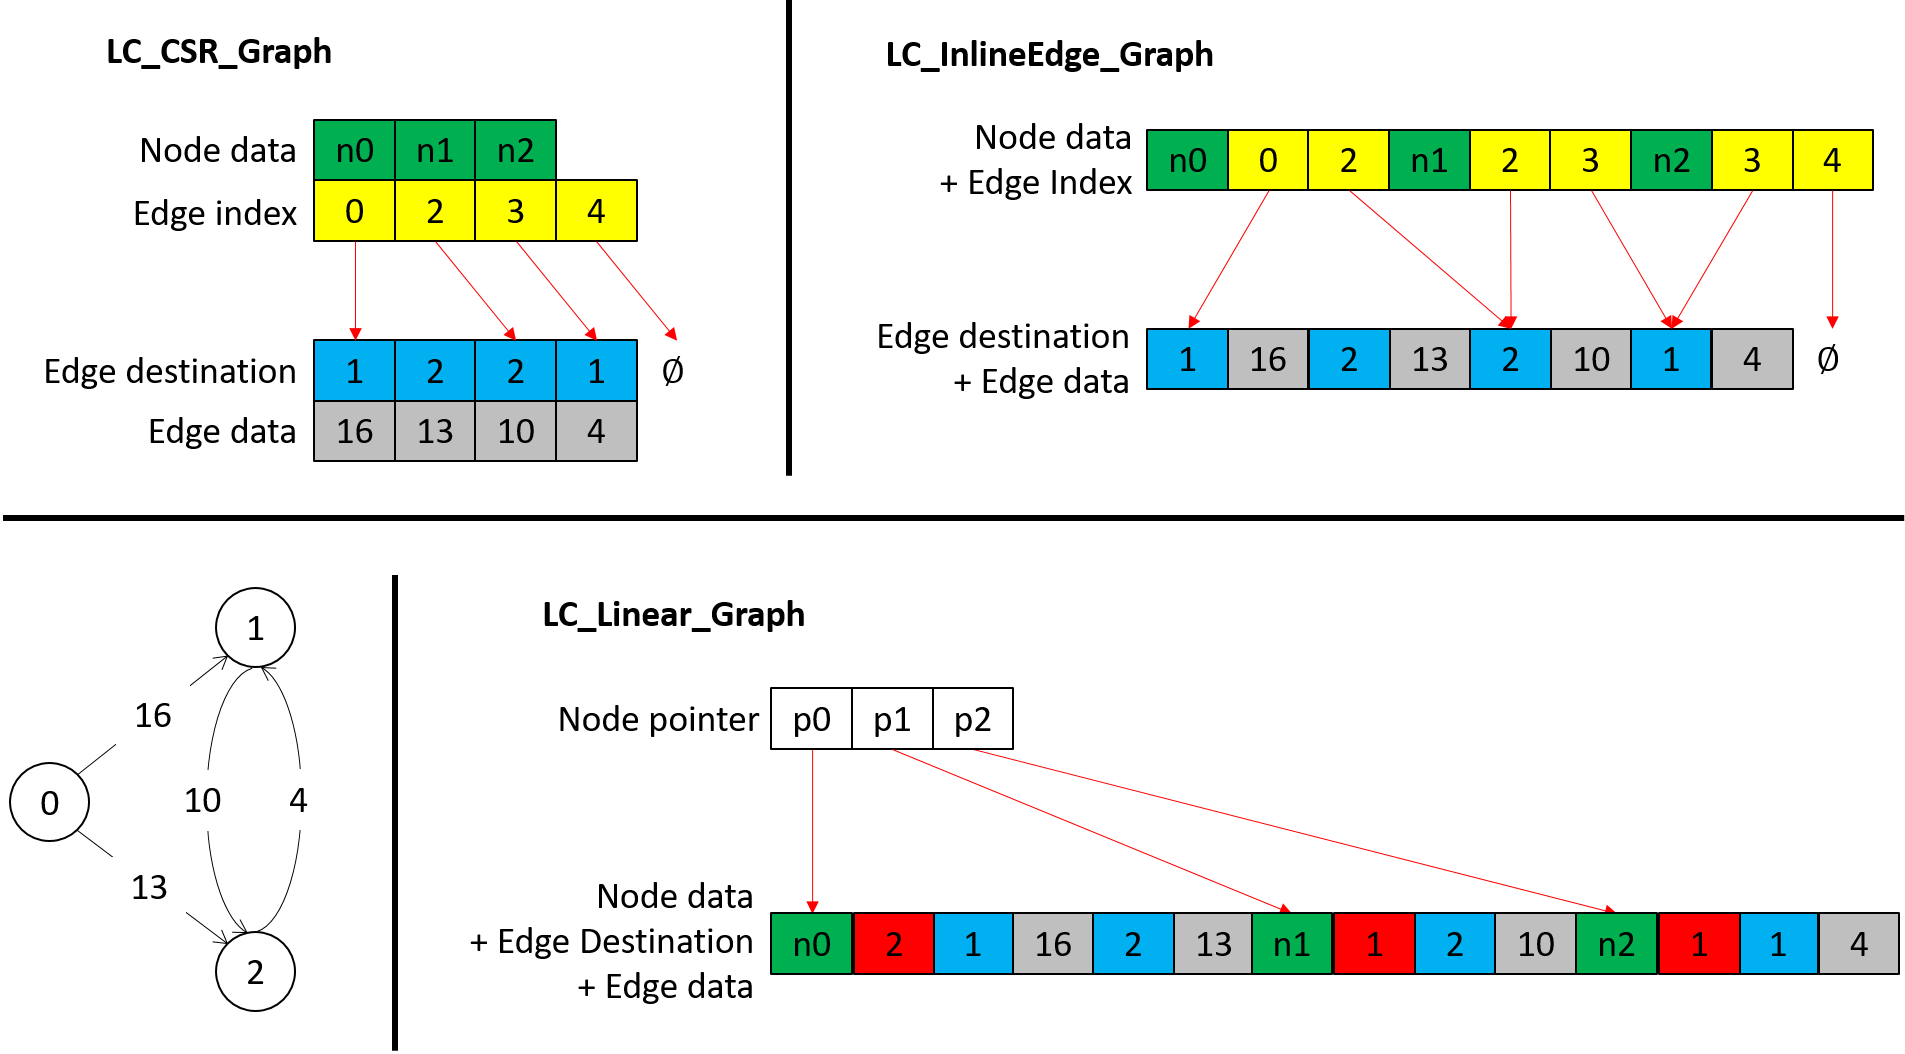 LC_CSR_Graph
Node data n0 n1 n2
Edge index 0 2 3 4
Edge destination 1 2 2 1 Ø
Edge data 16 13 10 4
LC_InlineEdge_Graph
Node data
+ Edge Index
n0 0 2 n1 2 3 n2 3 4
Edge destination
+ Edge data
1 16 2 13 2 10 1 4 Ø
1
16
0
10 4
13
2
LC_Linear_Graph
Node pointer p0 p1 p2
Node data
+ Edge Destination
+ Edge data
n0 2 1 16 2 13 n1 1 2 10 n2 1 1 4